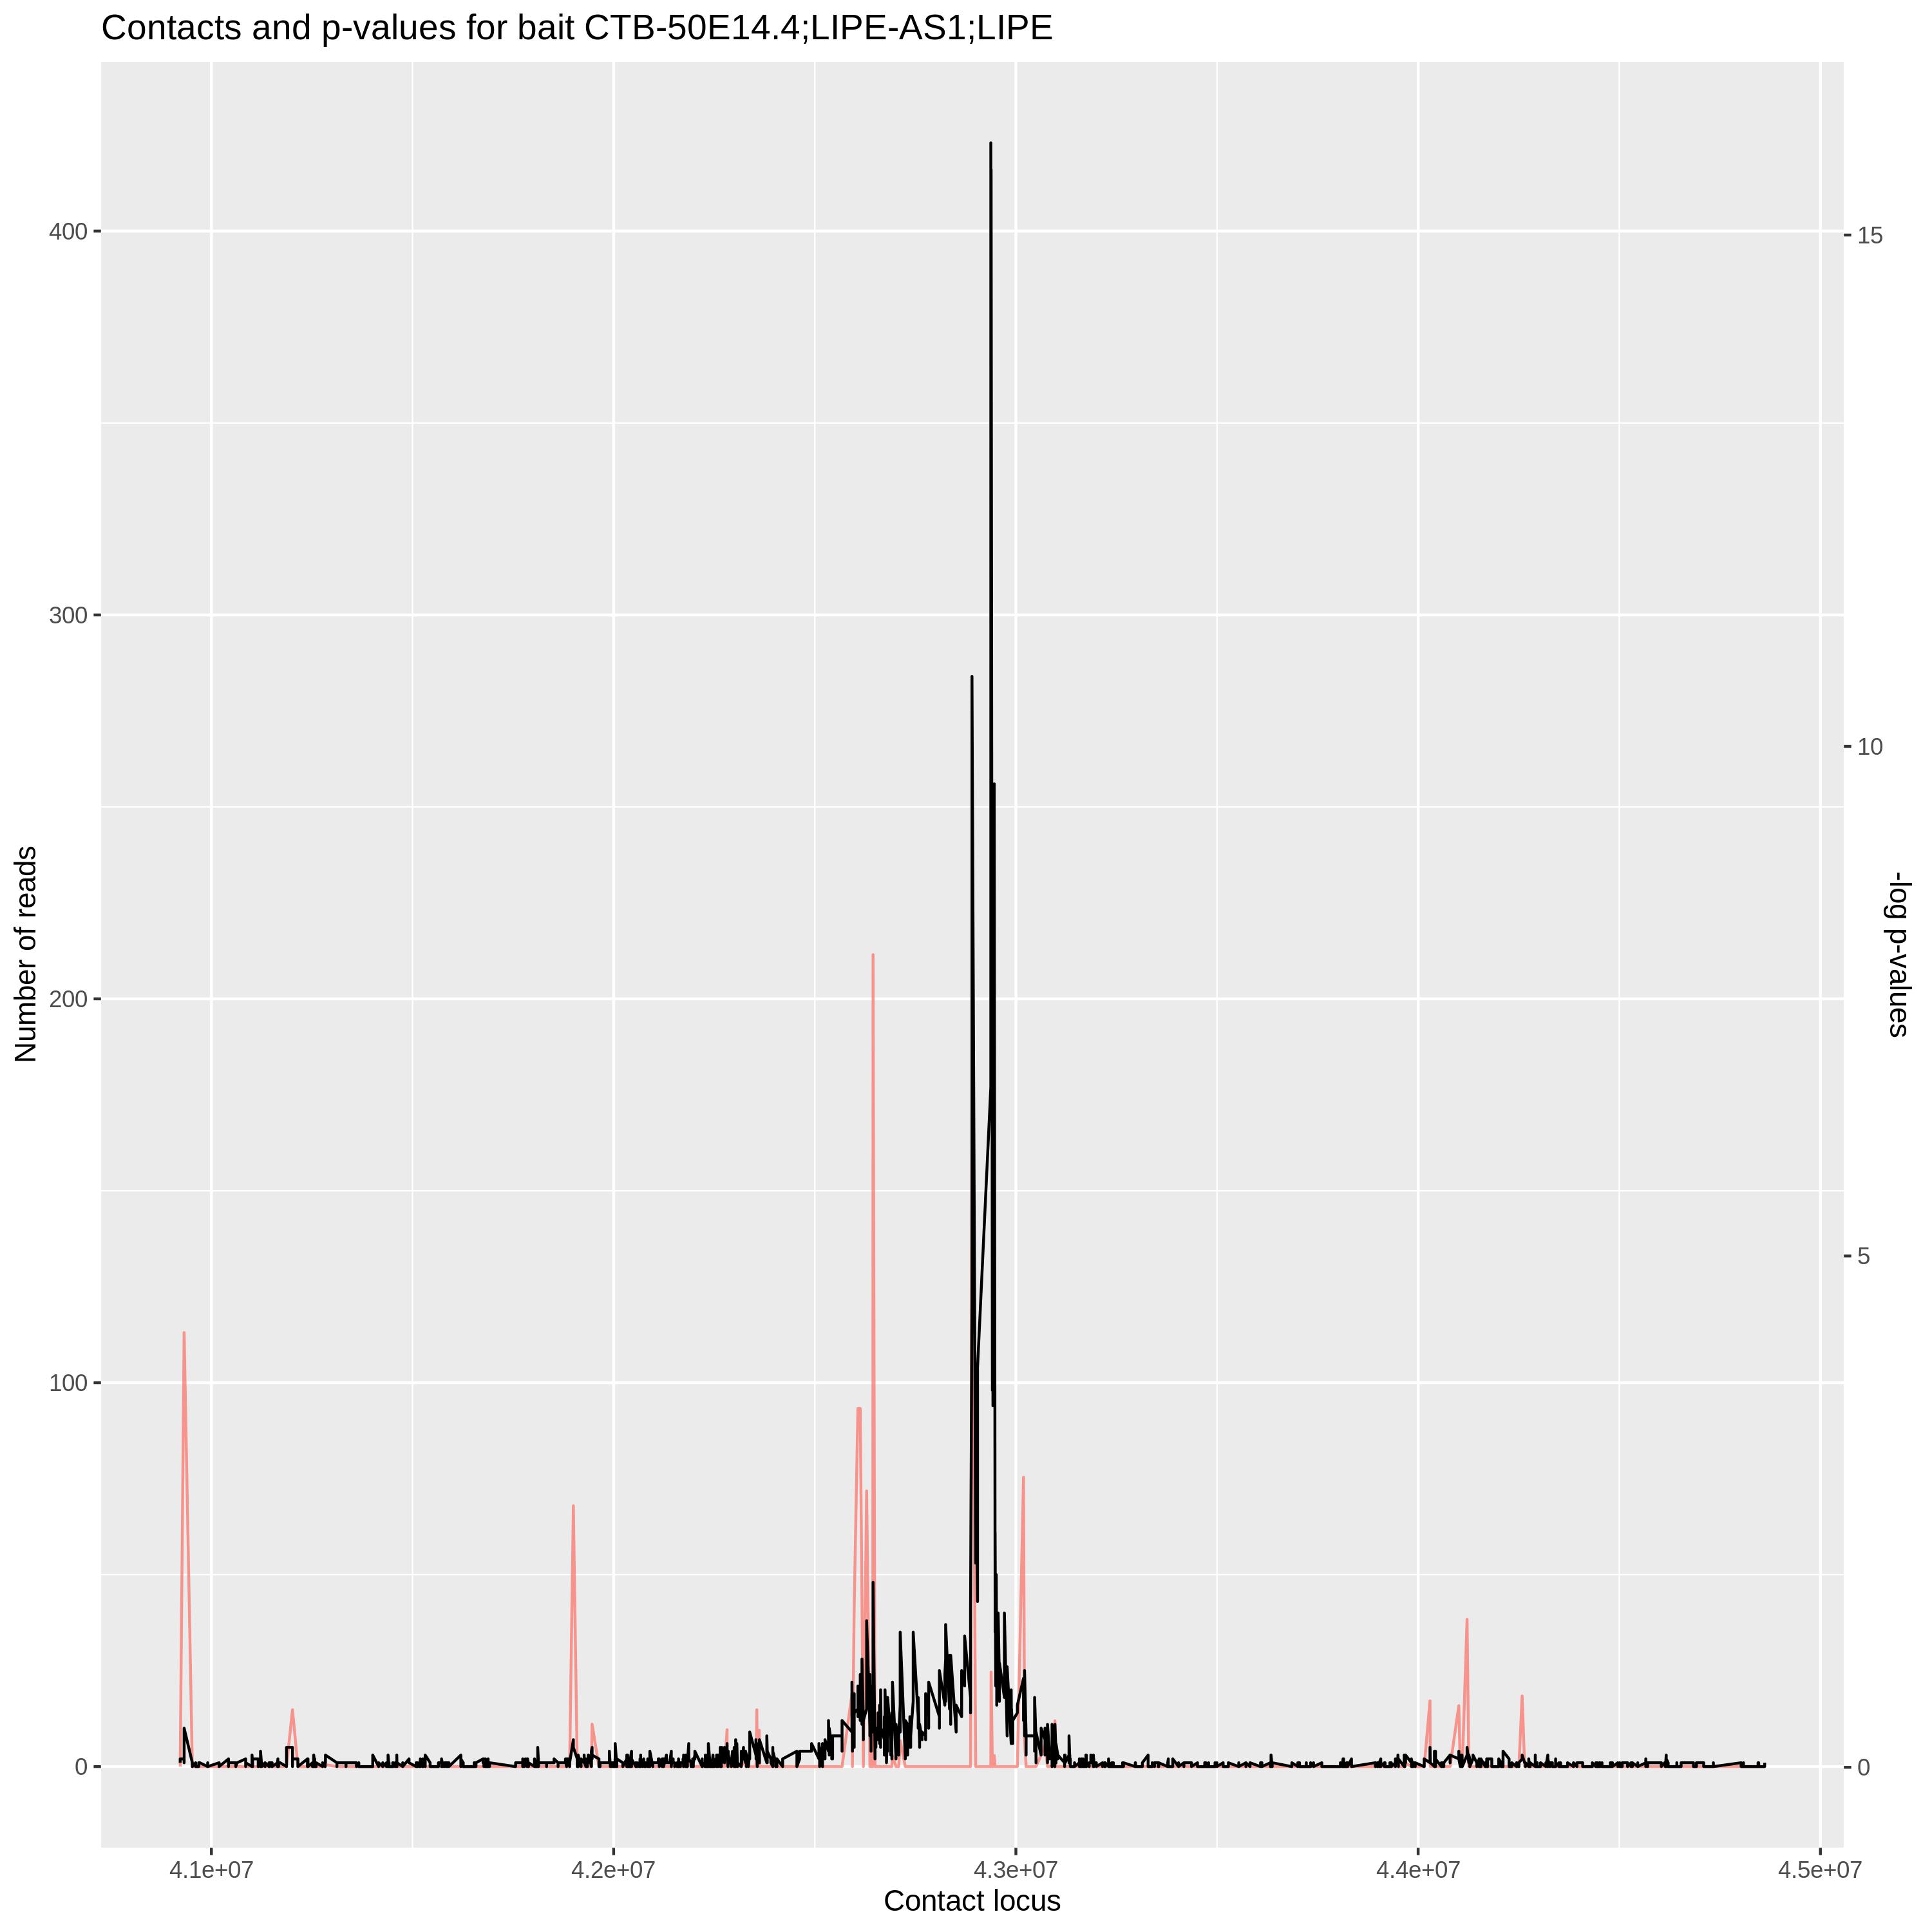 Contacts and p-values for bait CTB-50E14.4;LIPE-AS1;LIPE
400
300
200
100
0
Number of reads
15
10
5
0
-log p-values
4.1e+07 4.2e+07 4.3e+07 4.4e+07 4.5e+07
Contact locus